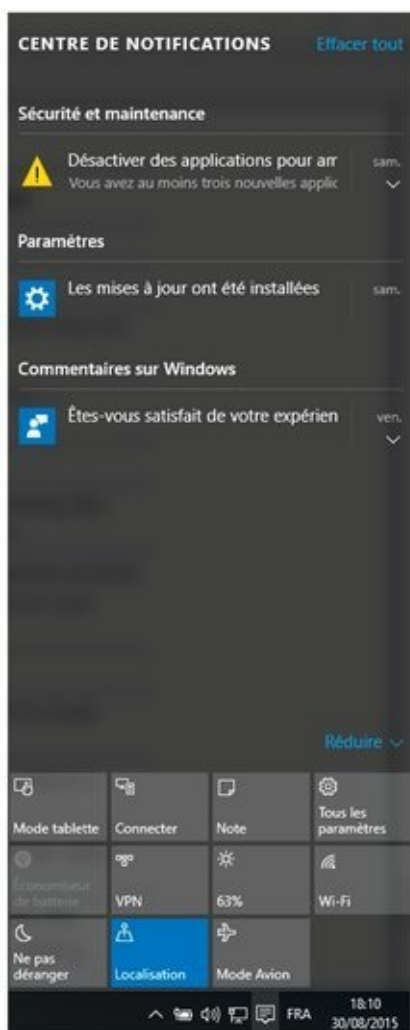 CENTRE DE NOTIFICATIONS Effacer tout
Sécurité et maintenance
Désactiver des applications pour am sam.
Vous avez au moins trois nouvelles applic
Paramètres
Les mises à jour ont été installées sam.
Commentaires sur Windows
Êtes-vous satisfait de votre expérien ven.
Réduire
Mode tablette
Connecter
Note
Tous les
paramètres
Économiseur
de batterie
VPN
63%
Wi-Fi
Ne pas
déranger
Localisation
Mode Avion
FRA
18:10
30/08/2015